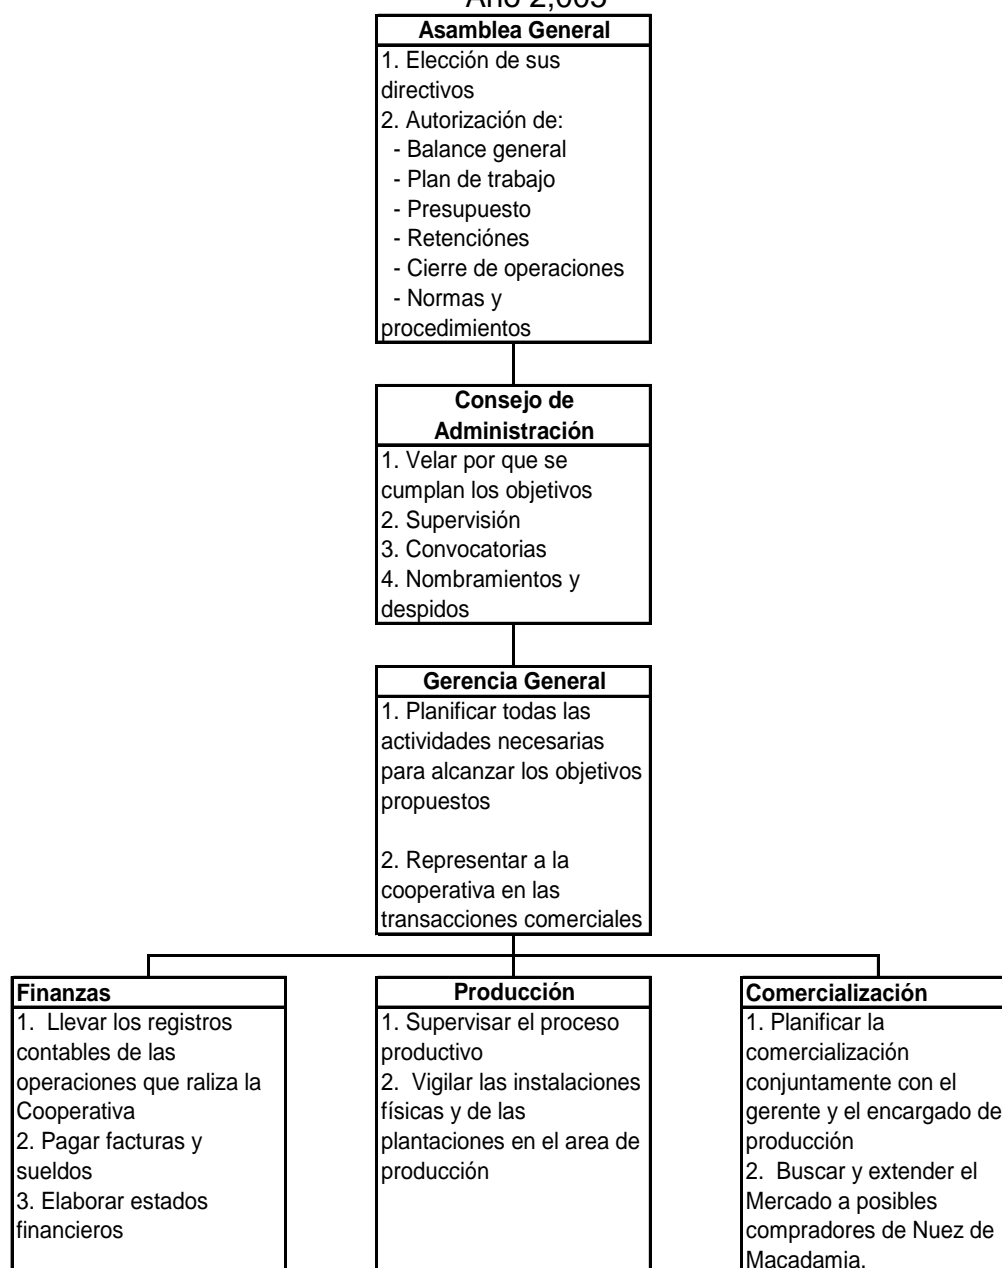 Año 2,005
Asamblea General
1. Elección de sus
directivos
2. Autorización de:
- Balance general
- Plan de trabajo
- Presupuesto
- Retenciónes
- Cierre de operaciones
- Normas y
procedimientos
Consejo de
Administración
1. Velar por que se
cumplan los objetivos
2. Supervisión
3. Convocatorias
4. Nombramientos y
despidos
Gerencia General
1. Planificar todas las
actividades necesarias
para alcanzar los objetivos
propuestos
2. Representar a la
cooperativa en las
transacciones comerciales
Finanzas
1. Llevar los registros
contables de las
operaciones que raliza la
Cooperativa
2. Pagar facturas y
sueldos
3. Elaborar estados
financieros
Producción
1. Supervisar el proceso
productivo
2. Vigilar las instalaciones
físicas y de las
plantaciones en el area de
producción
Comercialización
1. Planificar la
comercialización
conjuntamente con el
gerente y el encargado de
producción
2. Buscar y extender el
Mercado a posibles
compradores de Nuez de
Macadamia.